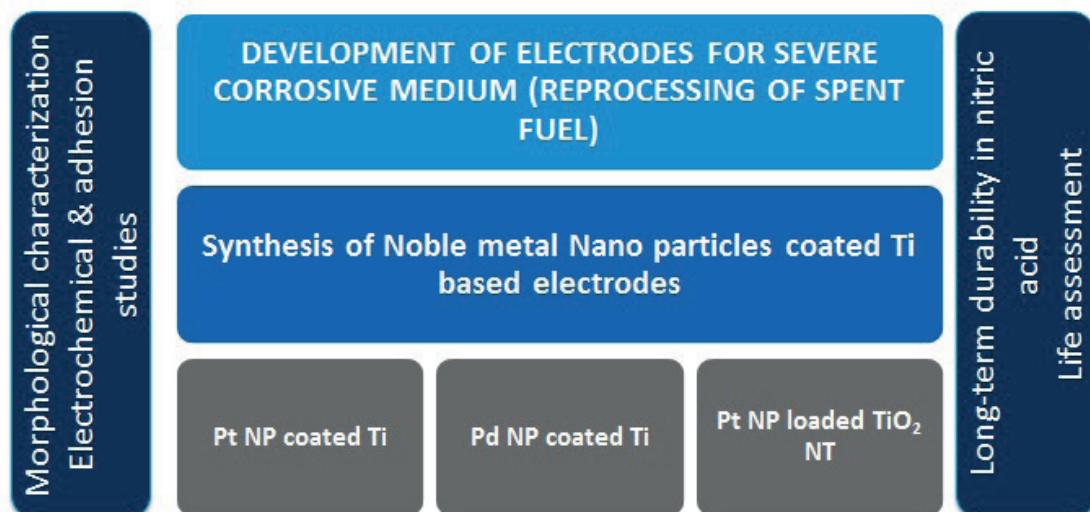 Morphological characterization
Electrochemical & adhesion
studies
DEVELOPMENT OF ELECTRODES FOR SEVERE
CORROSIVE MEDIUM (REPROCESSING OF SPENT
FUEL)
Synthesis of Noble metal Nano particles coated Ti
based electrodes
Pt NP coated Ti
Pd NP coated Ti
Pt NP loaded TiO₂
NT
Long-term durability in nitric
acid
Life assessment